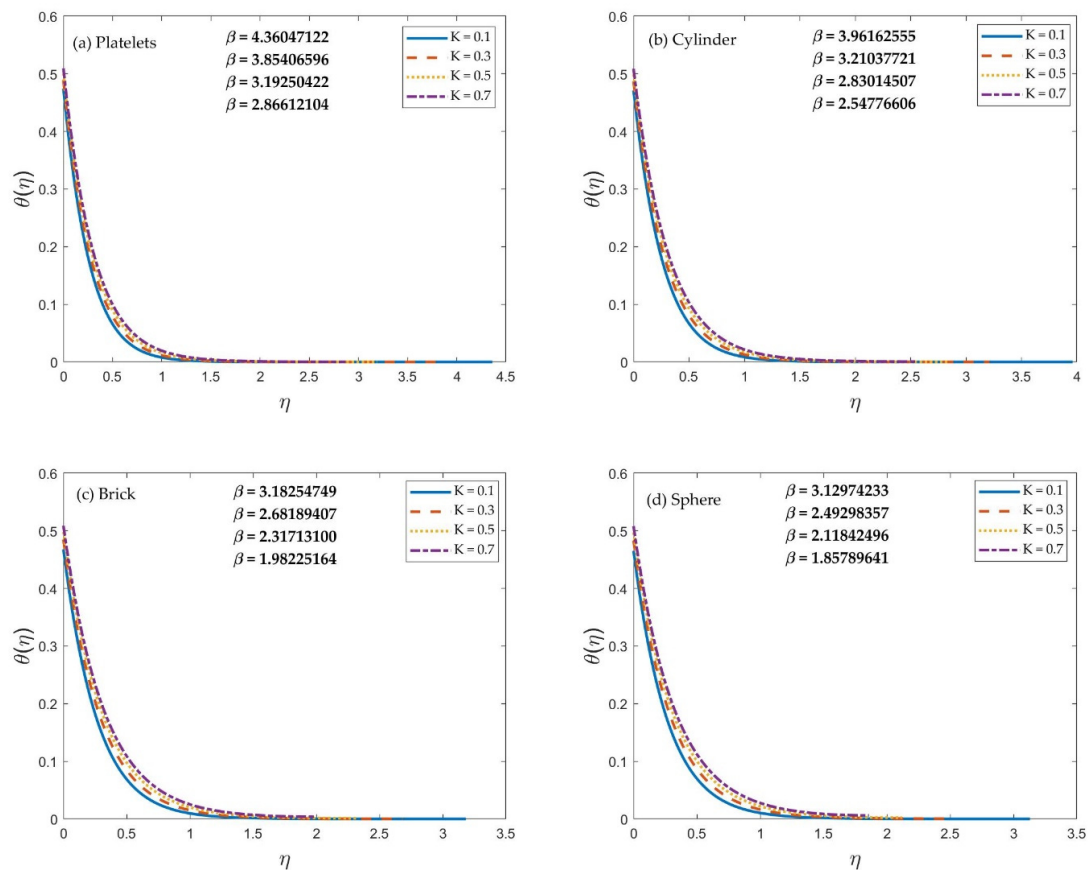 (a) Platelets
β = 4.36047122
β = 3.85406596
β = 3.19250422
β = 2.86612104
K = 0.1
K = 0.3
K = 0.5
K = 0.7
0.6
0.5
0.4
0.3
0.2
0.1
0
θ(η)
0 0.5 1 1.5 2 2.5 3 3.5 4 4.5
η
(b) Cylinder
β = 3.96162555
β = 3.21037721
β = 2.83014507
β = 2.54776606
K = 0.1
K = 0.3
K = 0.5
K = 0.7
0.6
0.5
0.4
0.3
0.2
0.1
0
θ(η)
0 0.5 1 1.5 2 2.5 3 3.5 4
η
(c) Brick
β = 3.18254749
β = 2.68189407
β = 2.31713100
β = 1.98225164
K = 0.1
K = 0.3
K = 0.5
K = 0.7
0.6
0.5
0.4
0.3
0.2
0.1
0
θ(η)
0 0.5 1 1.5 2 2.5 3 3.5
η
(d) Sphere
β = 3.12974233
β = 2.49298357
β = 2.11842496
β = 1.85789641
K = 0.1
K = 0.3
K = 0.5
K = 0.7
0.6
0.5
0.4
0.3
0.2
0.1
0
θ(η)
0 0.5 1 1.5 2 2.5 3 3.5
η